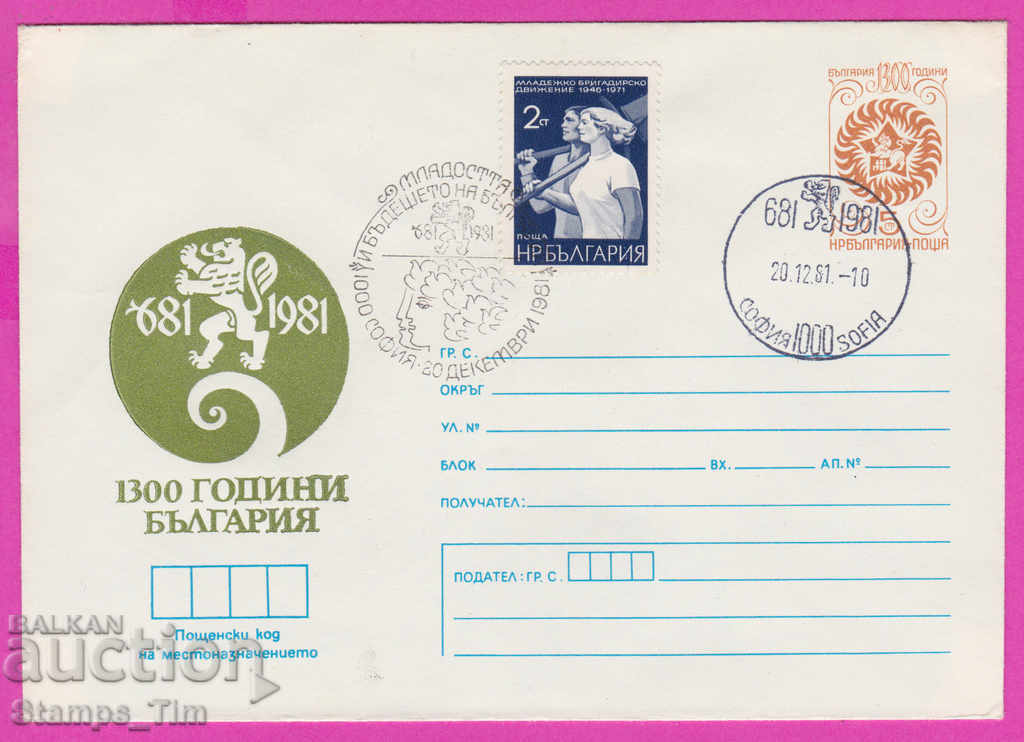 БЪЛГАРИЯ 1300 ГОДИНИ
681
5 СТ
НР БЪЛГАРИЯ·ПОЩА
МЛАДЕЖКО БРИГАДИРСКО
ДВИЖЕНИЕ 1946-1971
2 СТ
ПОЩА
НР БЪЛГАРИЯ
МЛАДОСТТА
И БЪДЕЩЕТО НА
681 1981
1000 СОФИЯ · 20 ДЕКЕМВРИ 1981
681 1981
20.12.81.-10
СОФИЯ 1000 SOFIA
681 1981
1300 ГОДИНИ
БЪЛГАРИЯ
ГР. С.
ОКРЪГ
УЛ. №
БЛОК ВХ. АП. №
ПОЛУЧАТЕЛ:
ПОДАТЕЛ: ГР. С.
Пощенски код
на местоназначението
BALKAN
auction
Stamps_Tim